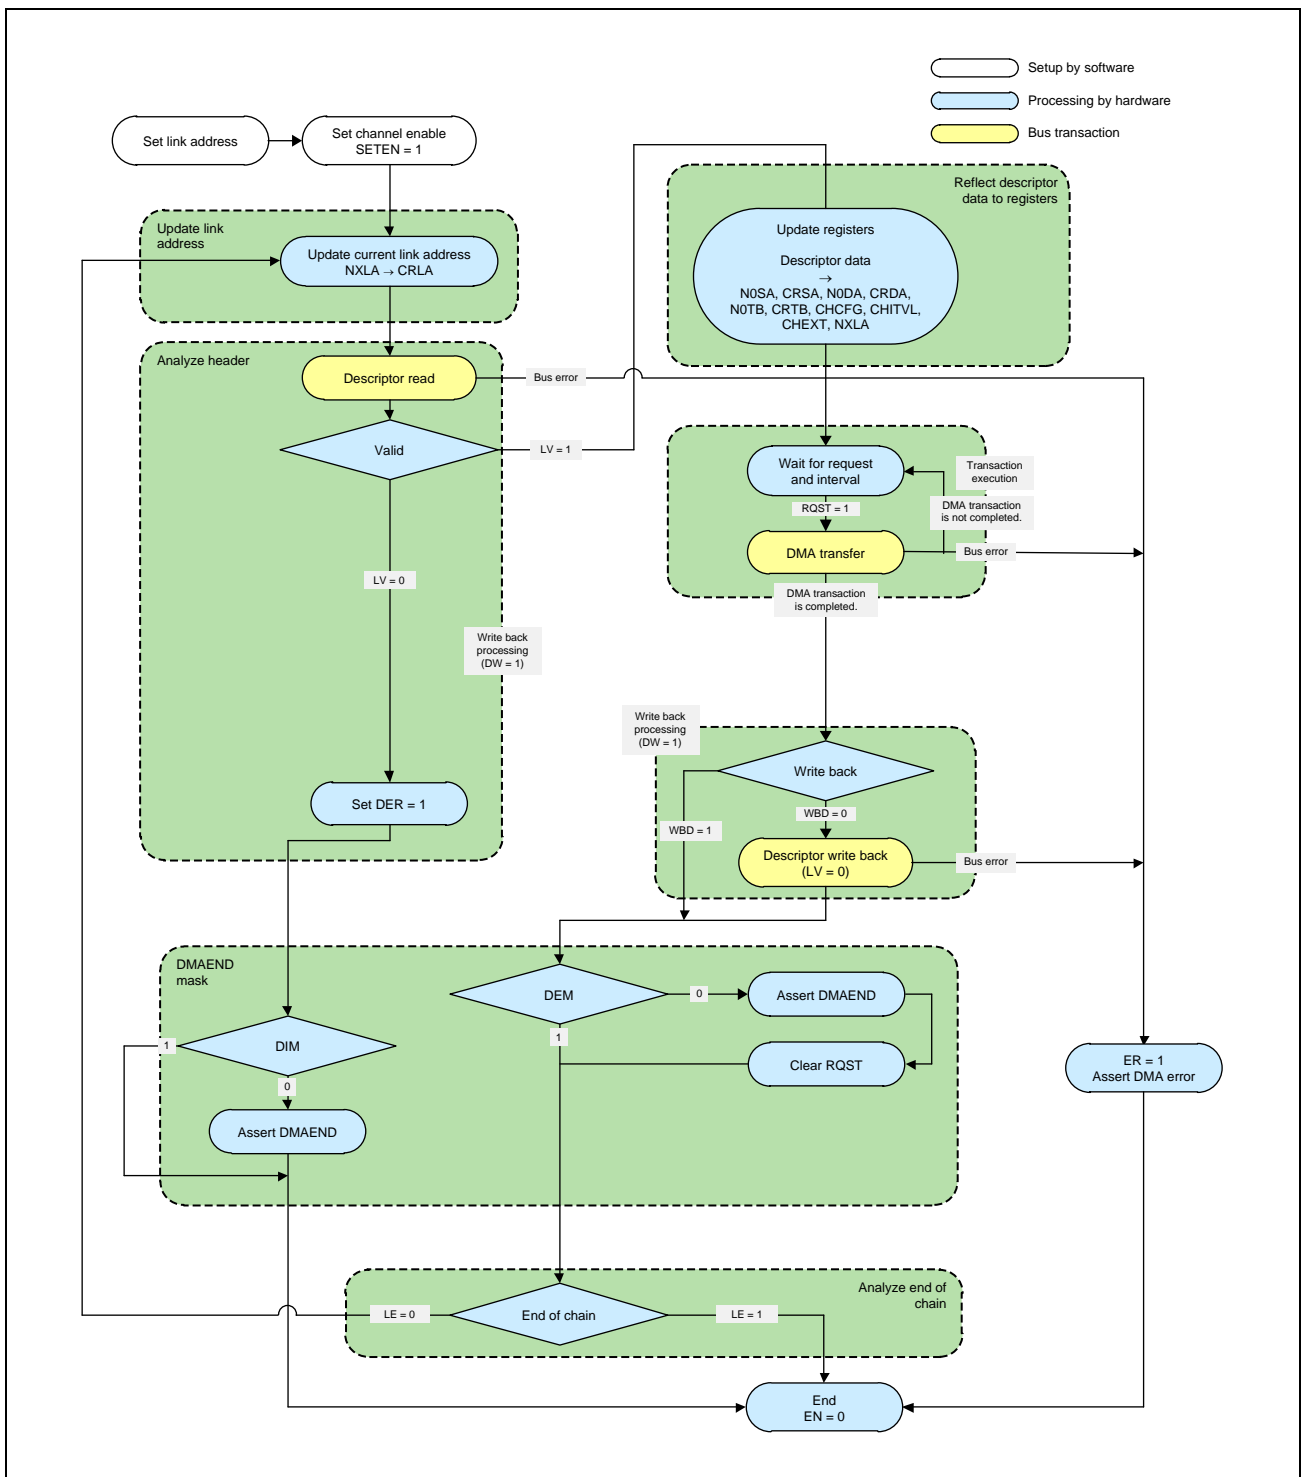 Setup by software
Processing by hardware
Bus transaction
Set link address
Set channel enable
SETEN = 1
Reflect descriptor
data to registers
Update link
address
Update current link address
NXLA → CRLA
Update registers
Descriptor data
→
N0SA, CRSA, N0DA, CRDA,
N0TB, CRTB, CHCFG, CHITVL,
CHEXT, NXLA
Analyze header
Descriptor read
Bus error
Valid
LV = 1
Wait for request
and interval
Transaction
execution
RQST = 1
DMA transaction
is not completed.
DMA transfer
Bus error
LV = 0
DMA transaction
is completed.
Write back
processing
(DW = 1)
Write back
processing
(DW = 1)
Write back
Set DER = 1
WBD = 0
WBD = 1
Descriptor write back
(LV = 0)
Bus error
DMAEND
mask
DEM
0
Assert DMAEND
1
DIM
1
Clear RQST
ER = 1
Assert DMA error
0
Assert DMAEND
Analyze end of
chain
LE = 0
End of chain
LE = 1
End
EN = 0